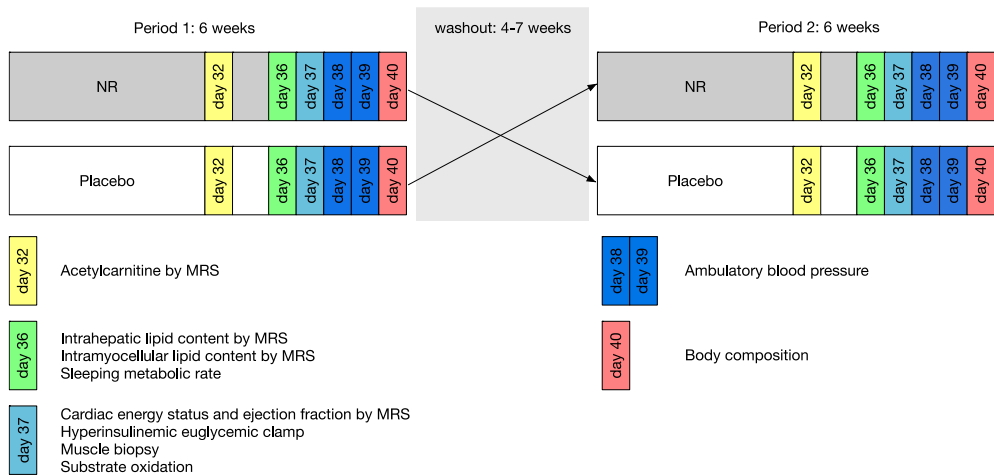 Period 1: 6 weeks
washout: 4-7 weeks
Period 2: 6 weeks
NR
day 32
day 36
day 37
day 38
day 39
day 40
NR
day 32
day 36
day 37
day 38
day 39
day 40
Placebo
day 32
day 36
day 37
day 38
day 39
day 40
Placebo
day 32
day 36
day 37
day 38
day 39
day 40
day 32
Acetylcarnitine by MRS
day 38
day 39
Ambulatory blood pressure
day 36
Intrahepatic lipid content by MRS
Intramyocellular lipid content by MRS
Sleeping metabolic rate
day 40
Body composition
day 37
Cardiac energy status and ejection fraction by MRS
Hyperinsulinemic euglycemic clamp
Muscle biopsy
Substrate oxidation